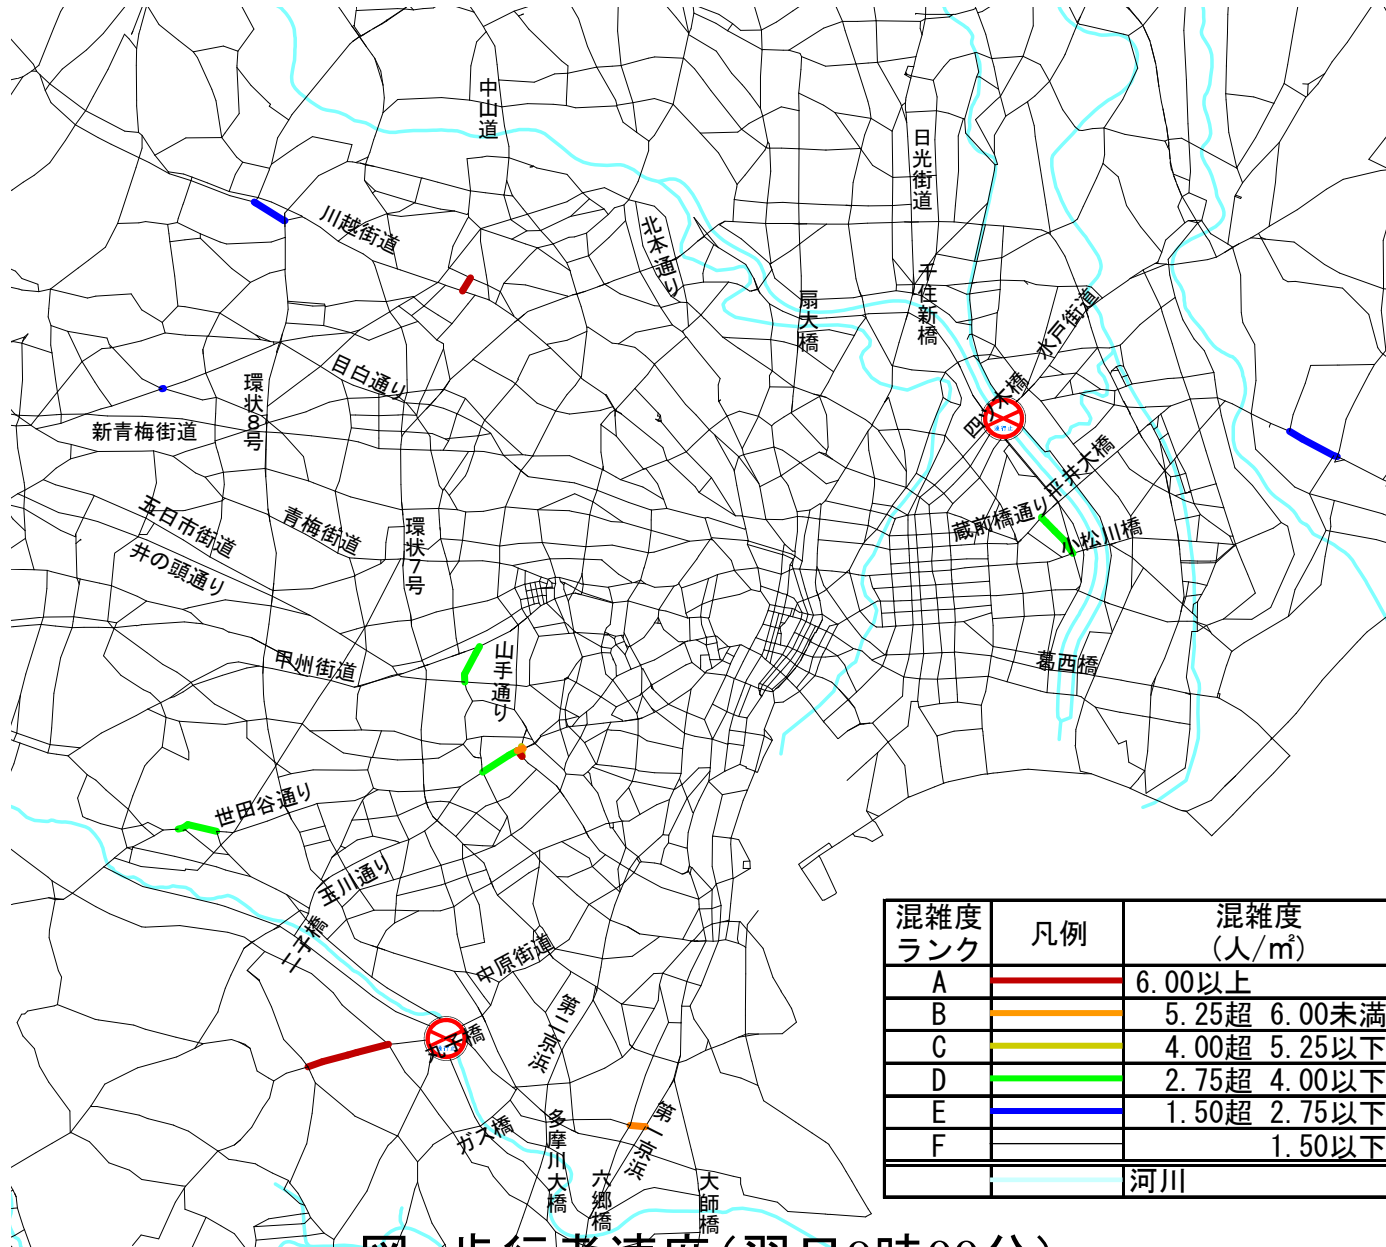 中山道
日光街道
川越街道
北本通り
千住新橋
扇大橋
水戸街道
目白通り
環状8号
四ツ木橋
新青梅街道
平井大橋
五日市街道
青梅街道
環状7号
蔵前橋通り
小松川橋
井の頭通り
甲州街道
山手通り
葛西橋
世田谷通り
玉川通り
二子橋
中原街道
第二京浜
丸子橋
ガス橋
多摩川大橋
第一京浜
六郷橋
大師橋
混雑度ランク 凡例 混雑度(人/㎡)
A 6.00以上
B 5.25超 6.00未満
C 4.00超 5.25以下
D 2.75超 4.00以下
E 1.50超 2.75以下
F 1.50以下
河川